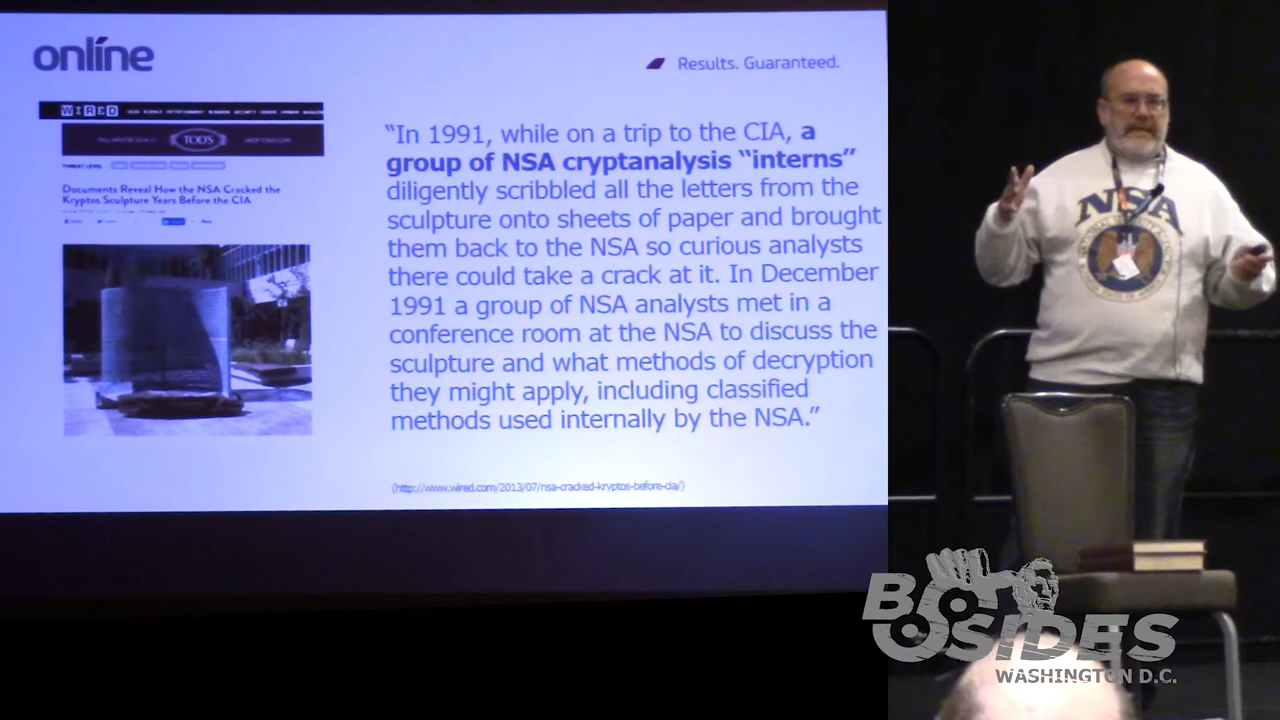 online
Results. Guaranteed.
WIRED
TODS
THREAT LEVEL
Documents Reveal How the NSA Cracked the
Kryptos Sculpture Years Before the CIA
“In 1991, while on a trip to the CIA, a
group of NSA cryptanalysis “interns”
diligently scribbled all the letters from the
sculpture onto sheets of paper and brought
them back to the NSA so curious analysts
there could take a crack at it. In December
1991 a group of NSA analysts met in a
conference room at the NSA to discuss the
sculpture and what methods of decryption
they might apply, including classified
methods used internally by the NSA.”
(http://www.wired.com/2013/07/nsa-cracked-kryptos-before-cia/)
NSA
BSIDES
WASHINGTON D.C.